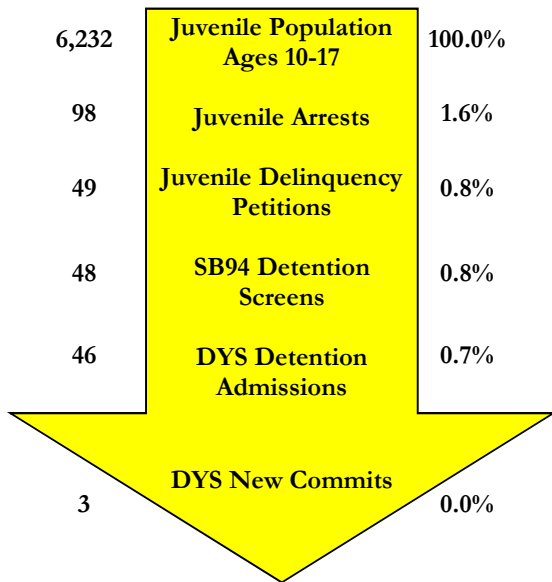 6,232 Juvenile Population 100.0%
Ages 10-17
98 Juvenile Arrests 1.6%
49 Juvenile Delinquency 0.8%
Petitions
48 SB94 Detention 0.8%
Screens
46 DYS Detention 0.7%
Admissions
DYS New Commits
3 0.0%